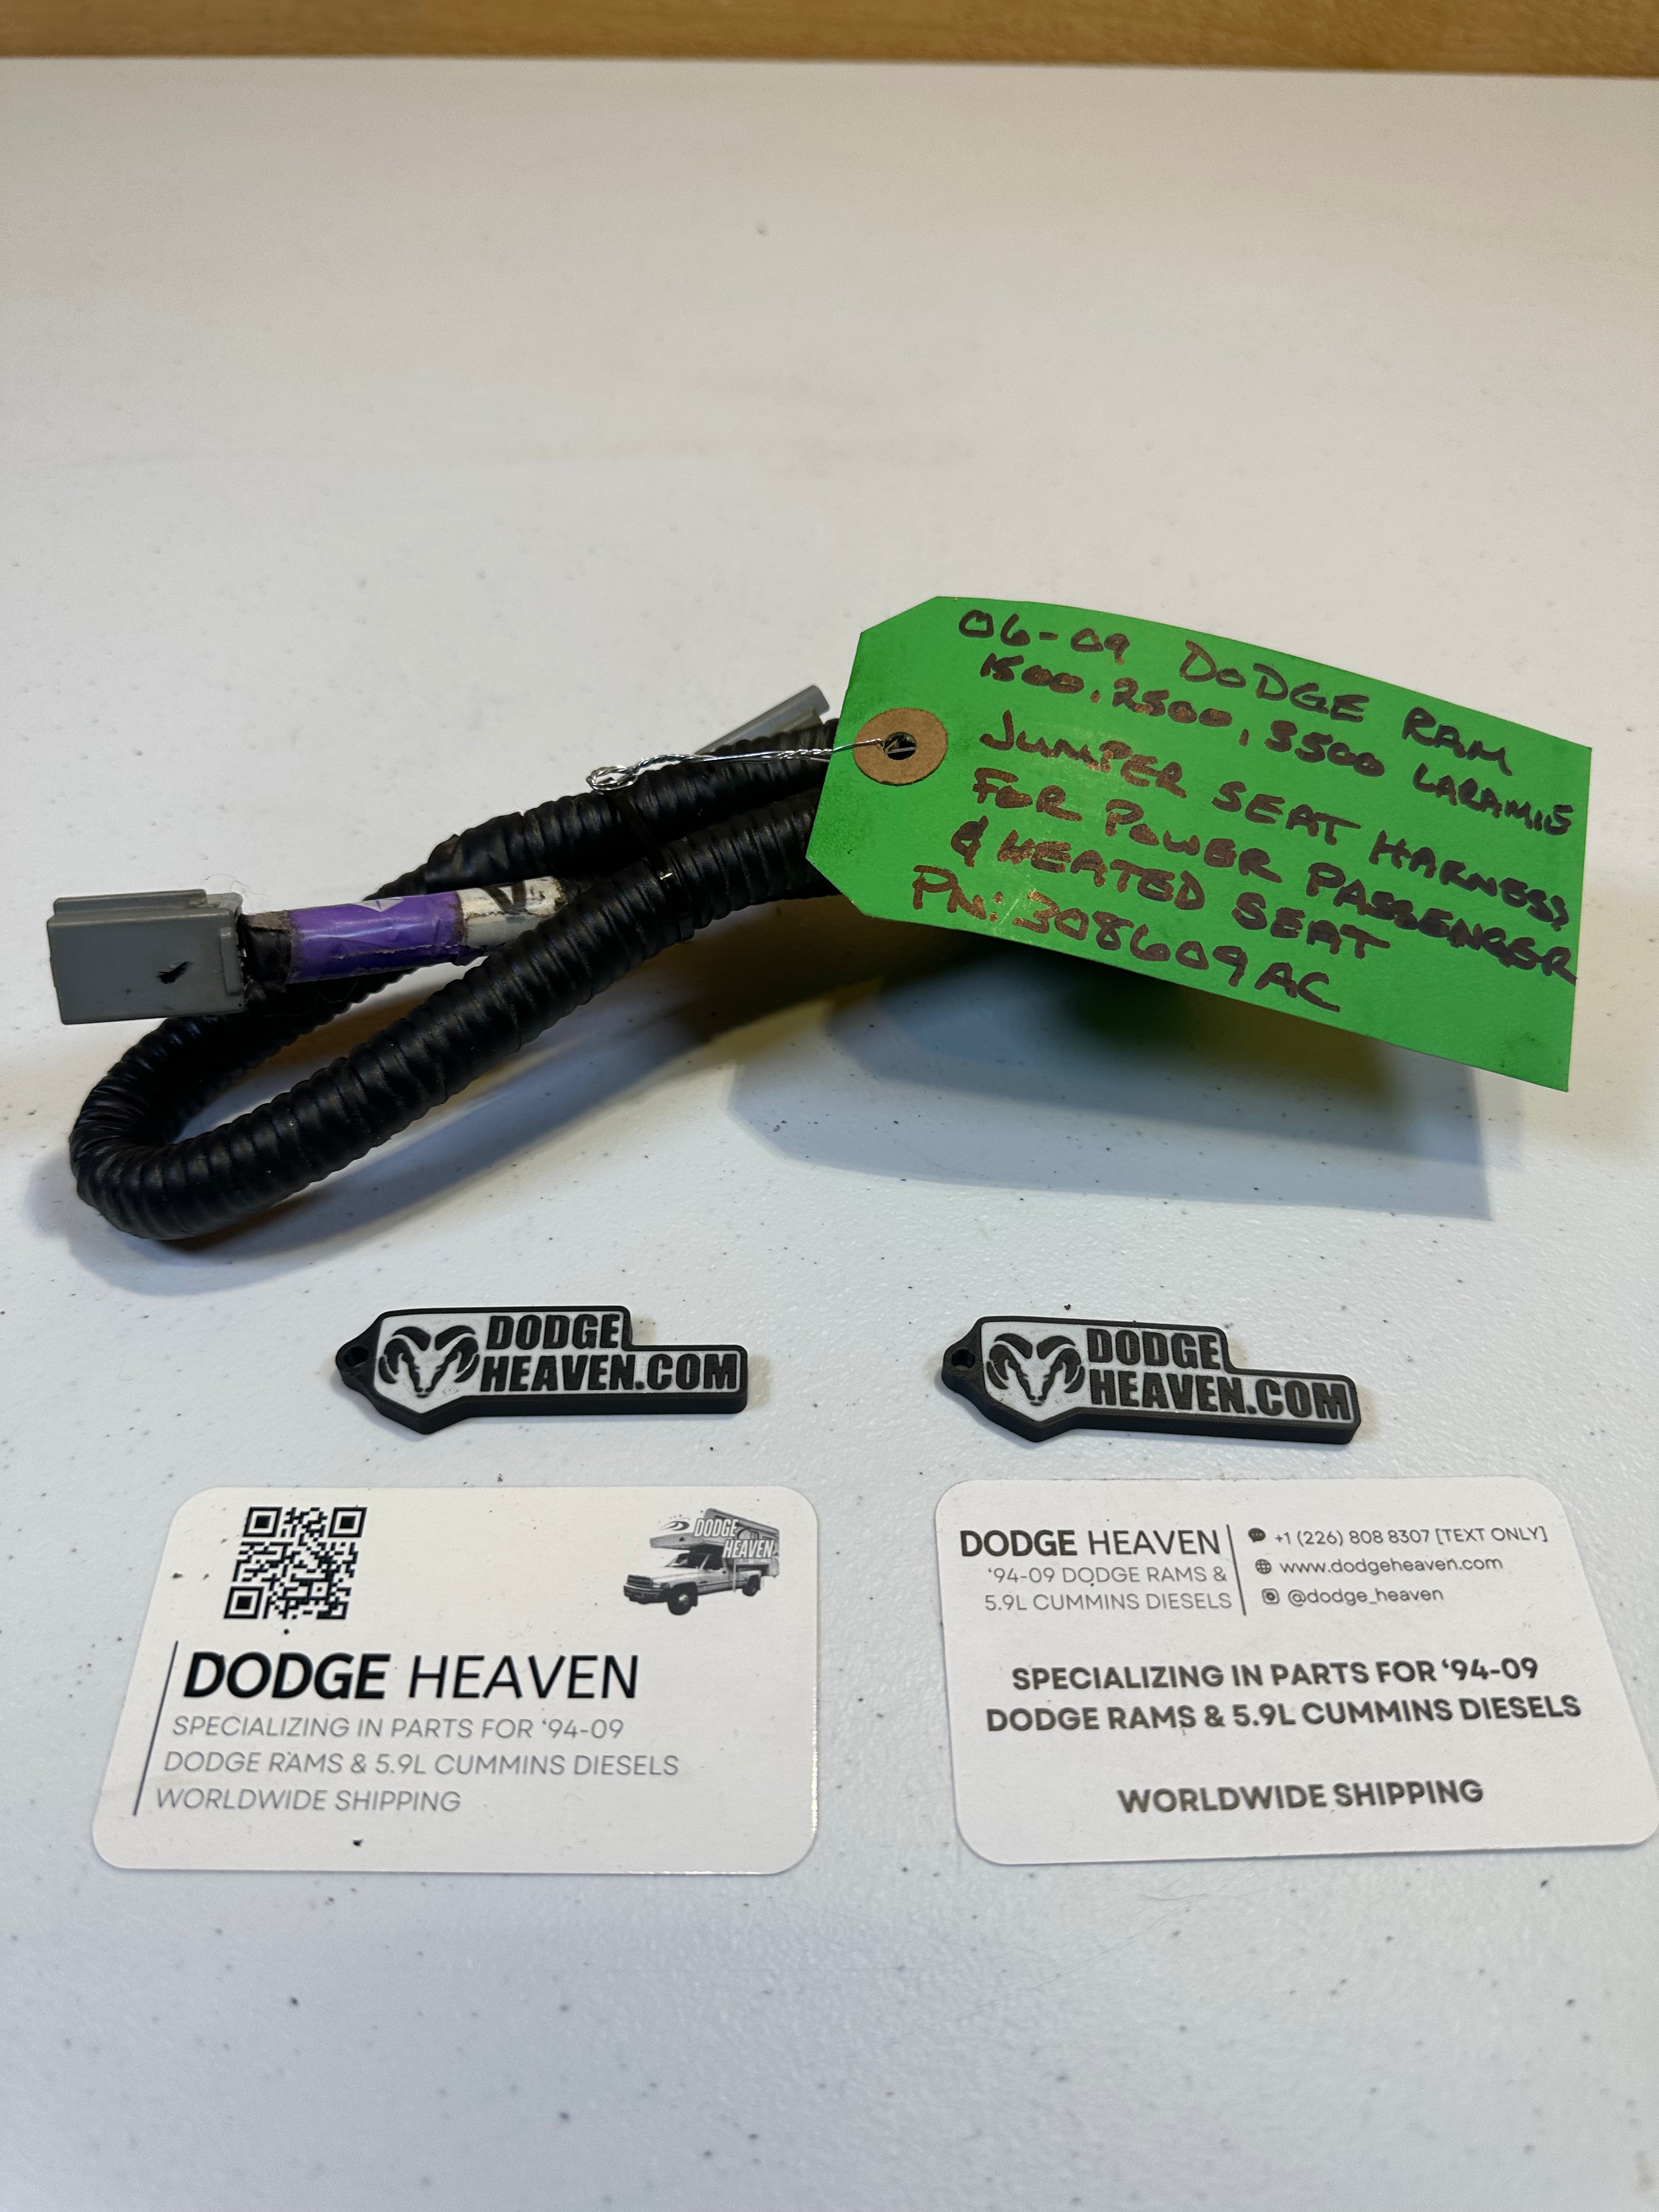 06-09 DODGE RAM
1500, 2500, 3500 LARAMIE
JUMPER SEAT HARNESS
FOR POWER PASSENGER
& HEATED SEAT
PN: 308609AC
DODGE
HEAVEN.COM
DODGE
HEAVEN.COM
DODGE
HEAVEN
DODGE HEAVEN
SPECIALIZING IN PARTS FOR ‘94-09
DODGE RAMS & 5.9L CUMMINS DIESELS
WORLDWIDE SHIPPING
DODGE HEAVEN
‘94-09 DODGE RAMS &
5.9L CUMMINS DIESELS
+1 (226) 808 8307 [TEXT ONLY]
www.dodgeheaven.com
@dodge_heaven
SPECIALIZING IN PARTS FOR ‘94-09
DODGE RAMS & 5.9L CUMMINS DIESELS
WORLDWIDE SHIPPING